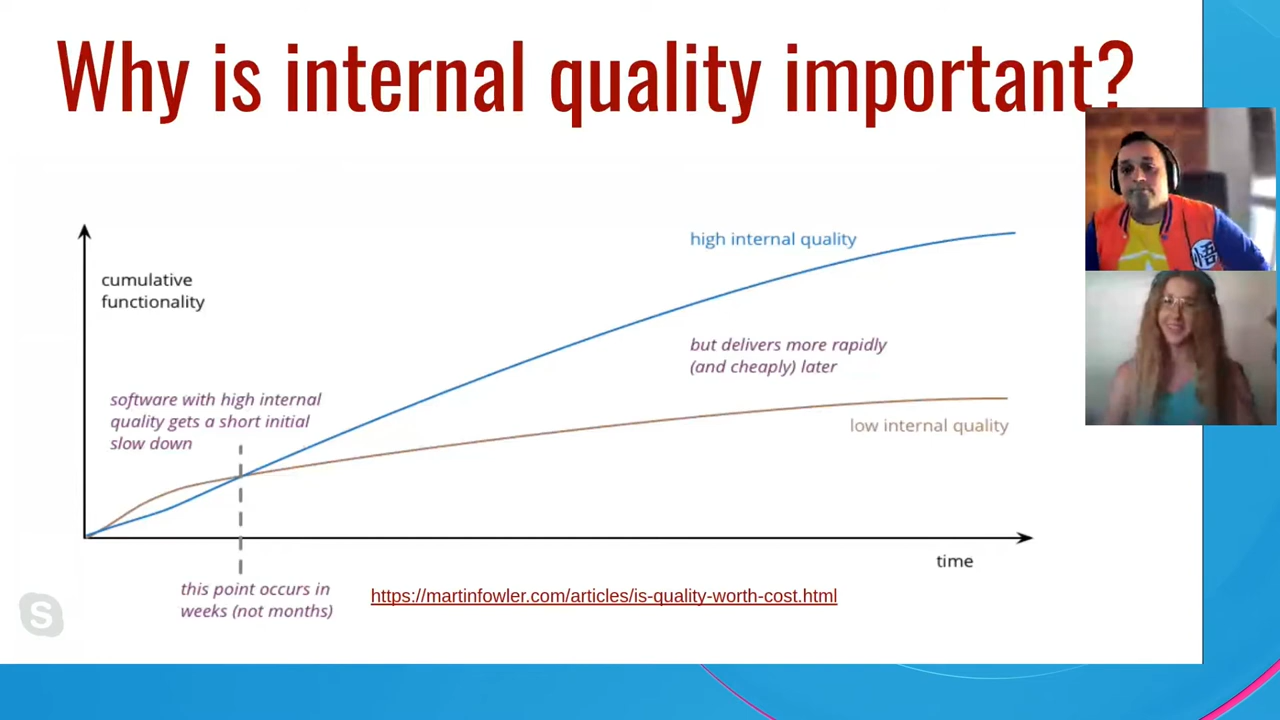 Why is internal quality important?
high internal quality
cumulative
functionality
but delivers more rapidly
(and cheaply) later
software with high internal
quality gets a short initial
slow down
low internal quality
time
this point occurs in
weeks (not months)
https://martinfowler.com/articles/is-quality-worth-cost.html
悟
S